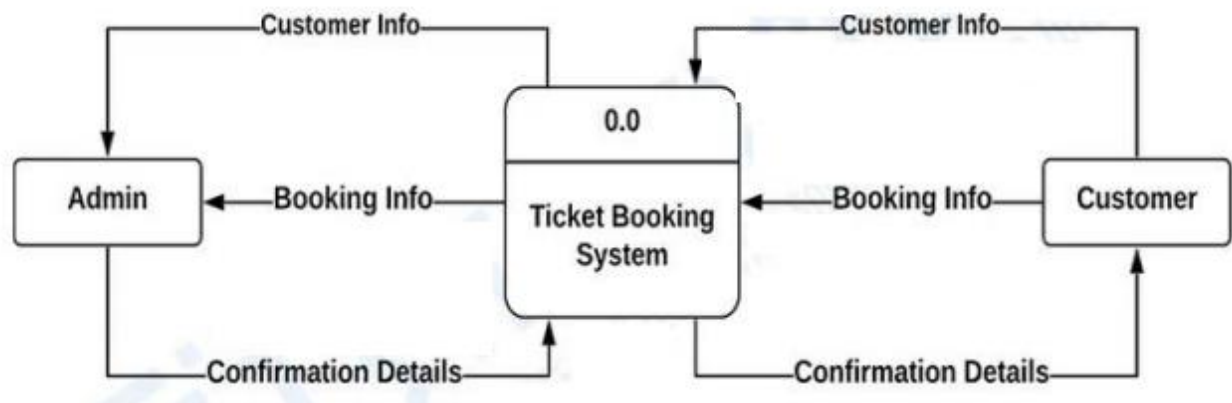 Customer Info
Customer Info
0.0
Admin
Booking Info
Ticket Booking
System
Booking Info
Customer
Confirmation Details
Confirmation Details